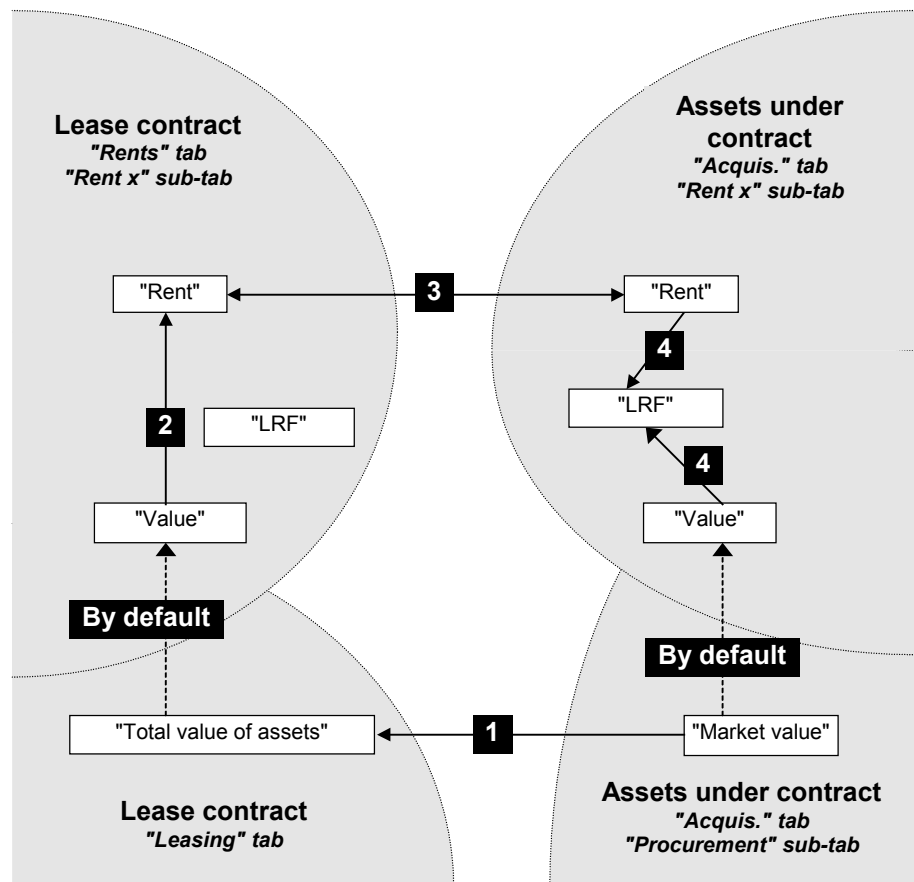 Lease contract
"Rents" tab
"Rent x" sub-tab
Assets under
contract
"Acquis." tab
"Rent x" sub-tab
"Rent"
3
"Rent"
4
"LRF"
2
"LRF"
4
"Value"
"Value"
By default
By default
"Total value of assets"
1
"Market value"
Lease contract
"Leasing" tab
Assets under contract
"Acquis." tab
"Procurement" sub-tab